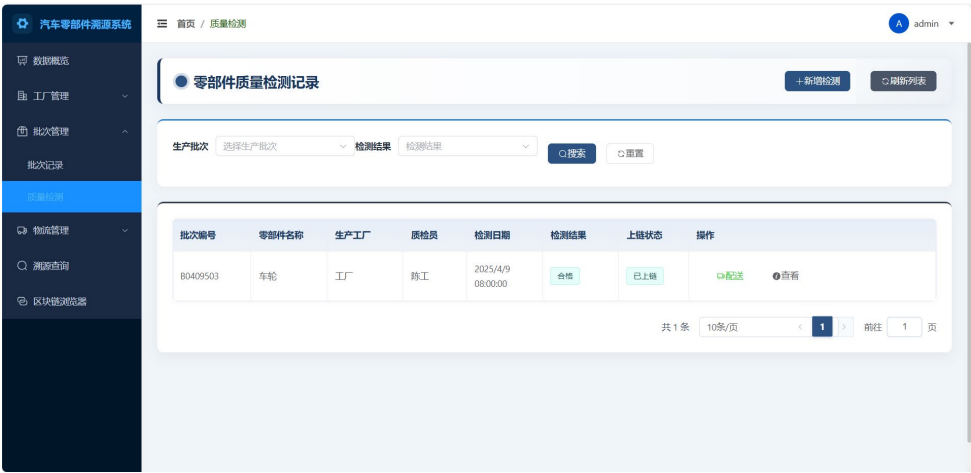 汽车零部件溯源系统
首页 / 质量检测
admin
A
数据概览
工厂管理
批次管理
批次记录
质量检测
物流管理
溯源查询
区块链浏览器
零部件质量检测记录
+新增检测
刷新列表
生产批次 选择生产批次 检测结果 检测结果 搜索 重置
批次编号 零部件名称 生产工厂 质检员 检测日期 检测结果 上链状态 操作
B0409503 车轮 工厂 陈工 2025/4/9 合格 已上链 配送 查看
08:00:00
共 1 条 10条/页 < 1 > 前往 1 页